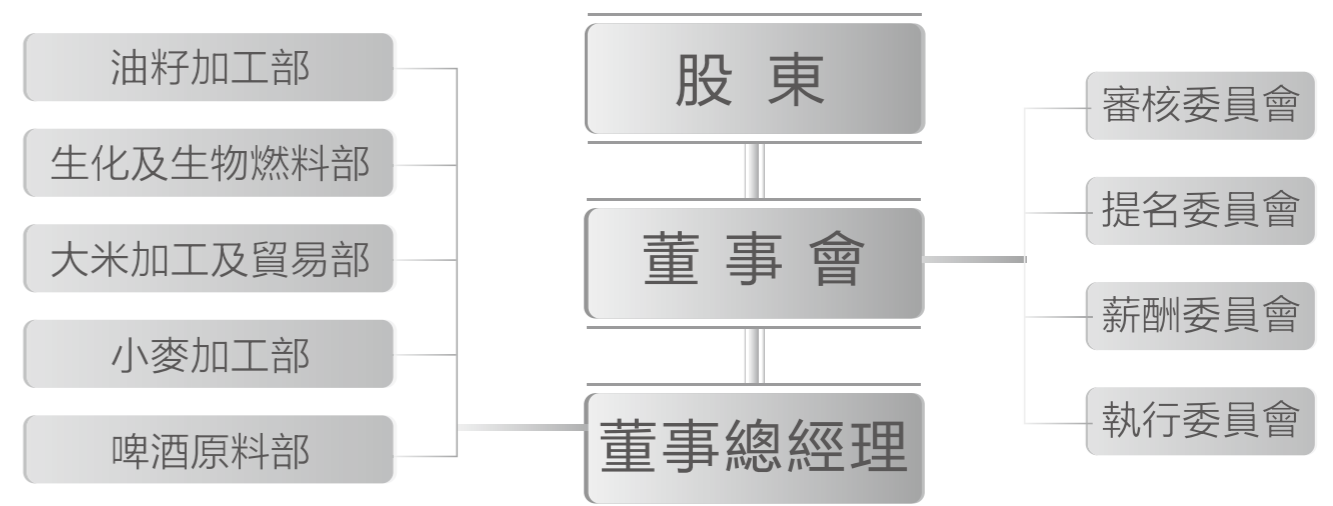 股東
董事會
董事總經理
油籽加工部
生化及生物燃料部
大米加工及貿易部
小麥加工部
啤酒原料部
審核委員會
提名委員會
薪酬委員會
執行委員會